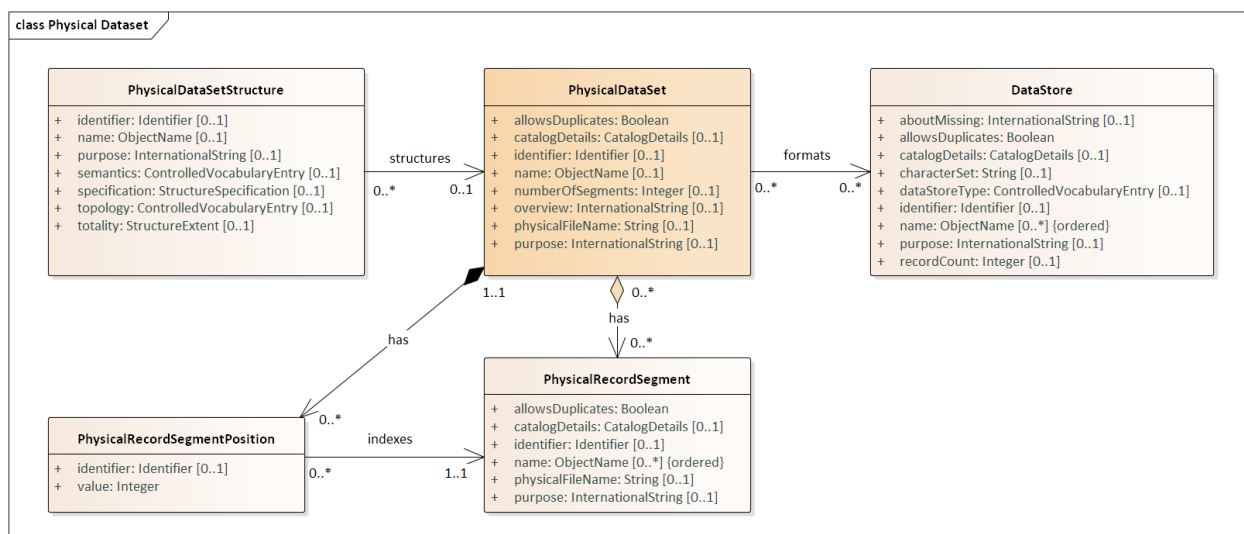 class Physical Dataset
PhysicalDataSetStructure
+ identifier: Identifier [0..1]
+ name: ObjectName [0..1]
+ purpose: InternationalString [0..1]
+ semantics: ControlledVocabularyEntry [0..1]
+ specification: StructureSpecification [0..1]
+ topology: ControlledVocabularyEntry [0..1]
+ totality: StructureExtent [0..1]
structures
0..*
0..1
PhysicalDataSet
+ allowsDuplicates: Boolean
+ catalogDetails: CatalogDetails [0..1]
+ identifier: Identifier [0..1]
+ name: ObjectName [0..1]
+ numberOfSegments: Integer [0..1]
+ overview: InternationalString [0..1]
+ physicalFileName: String [0..1]
+ purpose: InternationalString [0..1]
formats
0..*
0..*
DataStore
+ aboutMissing: InternationalString [0..1]
+ allowsDuplicates: Boolean
+ catalogDetails: CatalogDetails [0..1]
+ characterSet: String [0..1]
+ dataStoreType: ControlledVocabularyEntry [0..1]
+ identifier: Identifier [0..1]
+ name: ObjectName [0..*] {ordered}
+ purpose: InternationalString [0..1]
+ recordCount: Integer [0..1]
1..1
has
0..*
0..*
has
0..*
PhysicalRecordSegmentPosition
+ identifier: Identifier [0..1]
+ value: Integer
indexes
0..*
1..1
PhysicalRecordSegment
+ allowsDuplicates: Boolean
+ catalogDetails: CatalogDetails [0..1]
+ identifier: Identifier [0..1]
+ name: ObjectName [0..*] {ordered}
+ physicalFileName: String [0..1]
+ purpose: InternationalString [0..1]